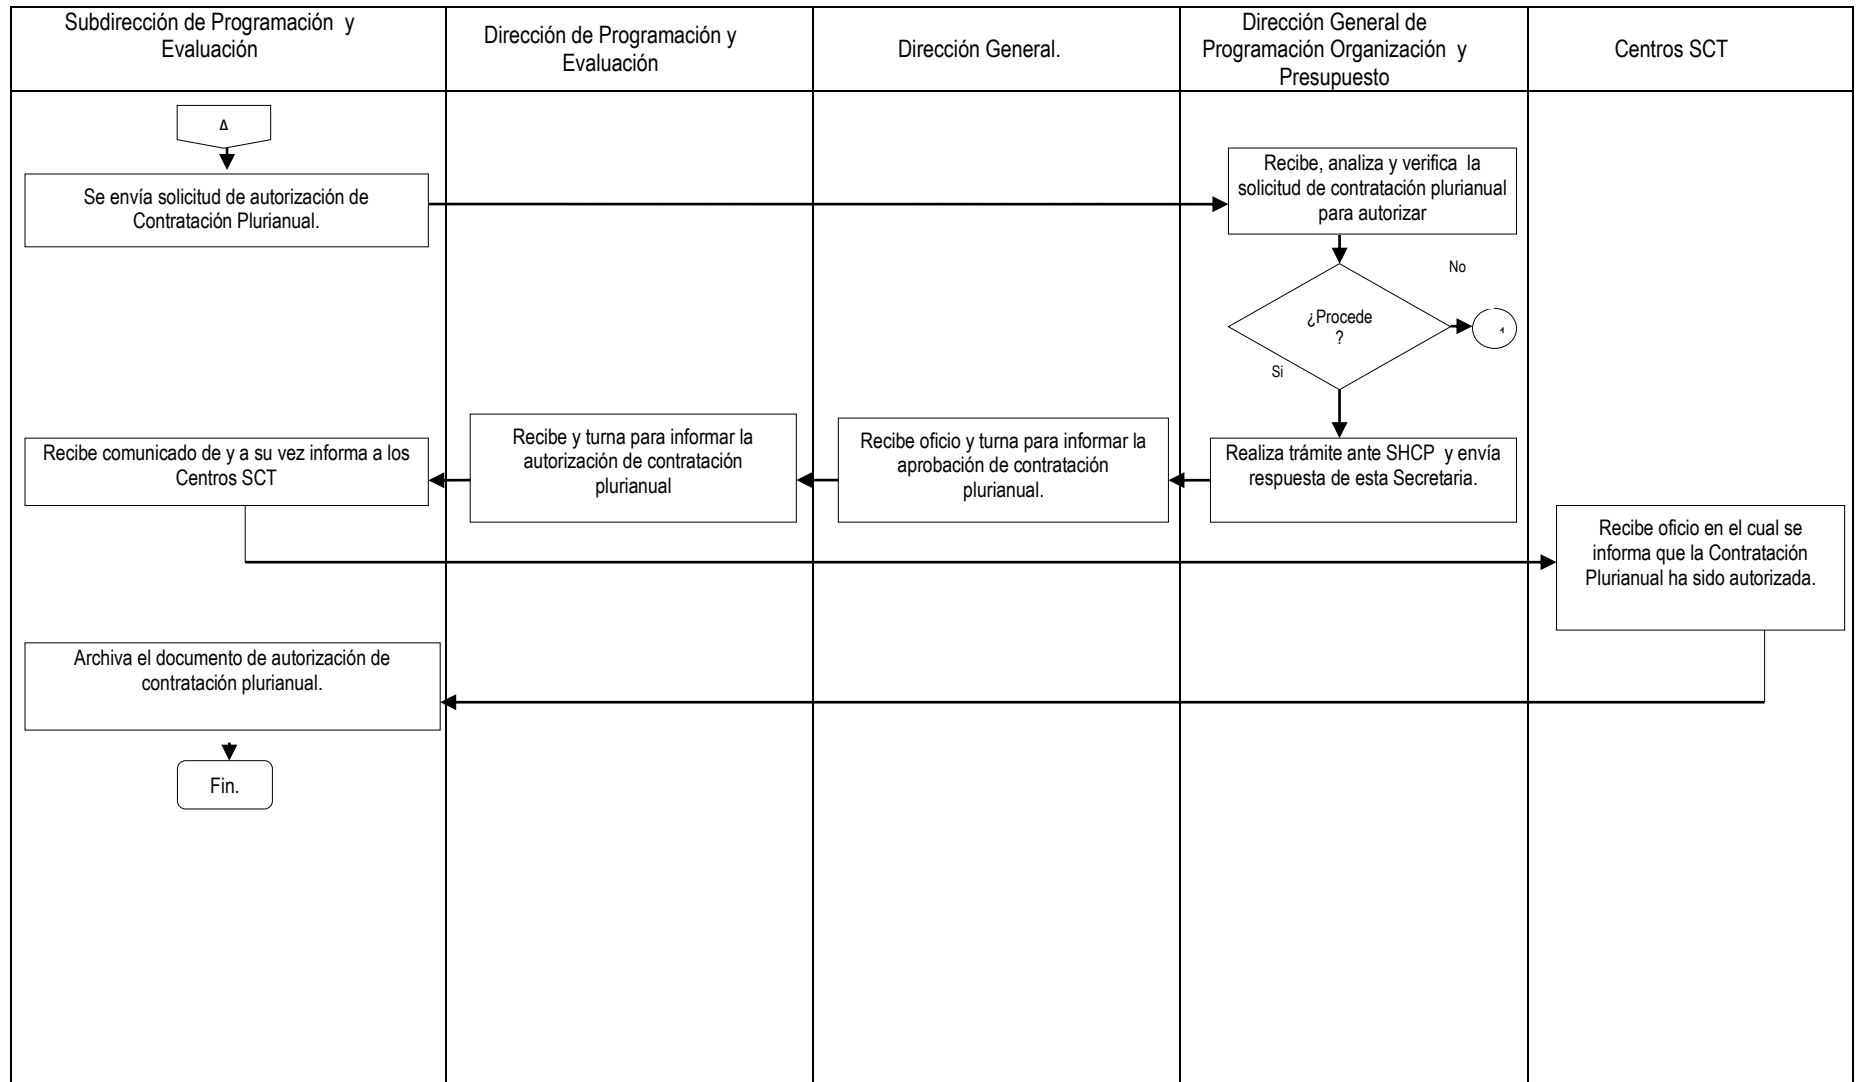 Subdirección de Programación y
Evaluación
Dirección de Programación y
Evaluación
Dirección General.
Dirección General de
Programación Organización y
Presupuesto
Centros SCT
Se envía solicitud de autorización de
Contratación Plurianual.
Recibe, analiza y verifica la
solicitud de contratación plurianual
para autorizar
No
¿Procede
?
Si
Recibe comunicado de y a su vez informa a los
Centros SCT
Recibe y turna para informar la
autorización de contratación
plurianual
Recibe oficio y turna para informar la
aprobación de contratación
plurianual.
Realiza trámite ante SHCP y envía
respuesta de esta Secretaria.
Recibe oficio en el cual se
informa que la Contratación
Plurianual ha sido autorizada.
Archiva el documento de autorización de
contratación plurianual.
Fin.